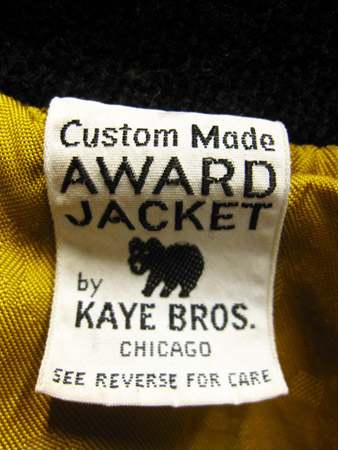 Custom Made
AWARD
JACKET
by
KAYE BROS.
CHICAGO
SEE REVERSE FOR CARE